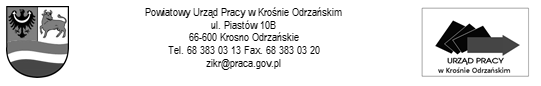 Powiatowy Urząd Pracy w Krośnie Odrzańskim
ul. Piastów 10B
66-600 Krosno Odrzańskie
Tel. 68 383 03 13 Fax. 68 383 03 20
zikr@praca.gov.pl
URZĄD PRACY
w Krośnie Odrzańskim